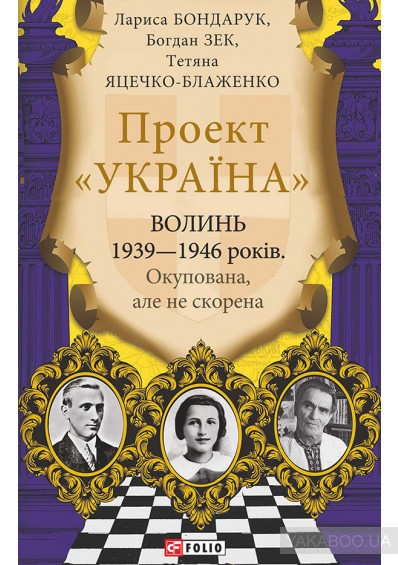 Лариса БОНДАРУК,
Богдан ЗЕК,
Тетяна
ЯЦЕЧКО-БЛАЖЕНКО
Проект
«УКРАЇНА»
ВОЛИНЬ
1939—1946 років.
Окупована,
але не скорена
FOLIO
YAKABOO.UA